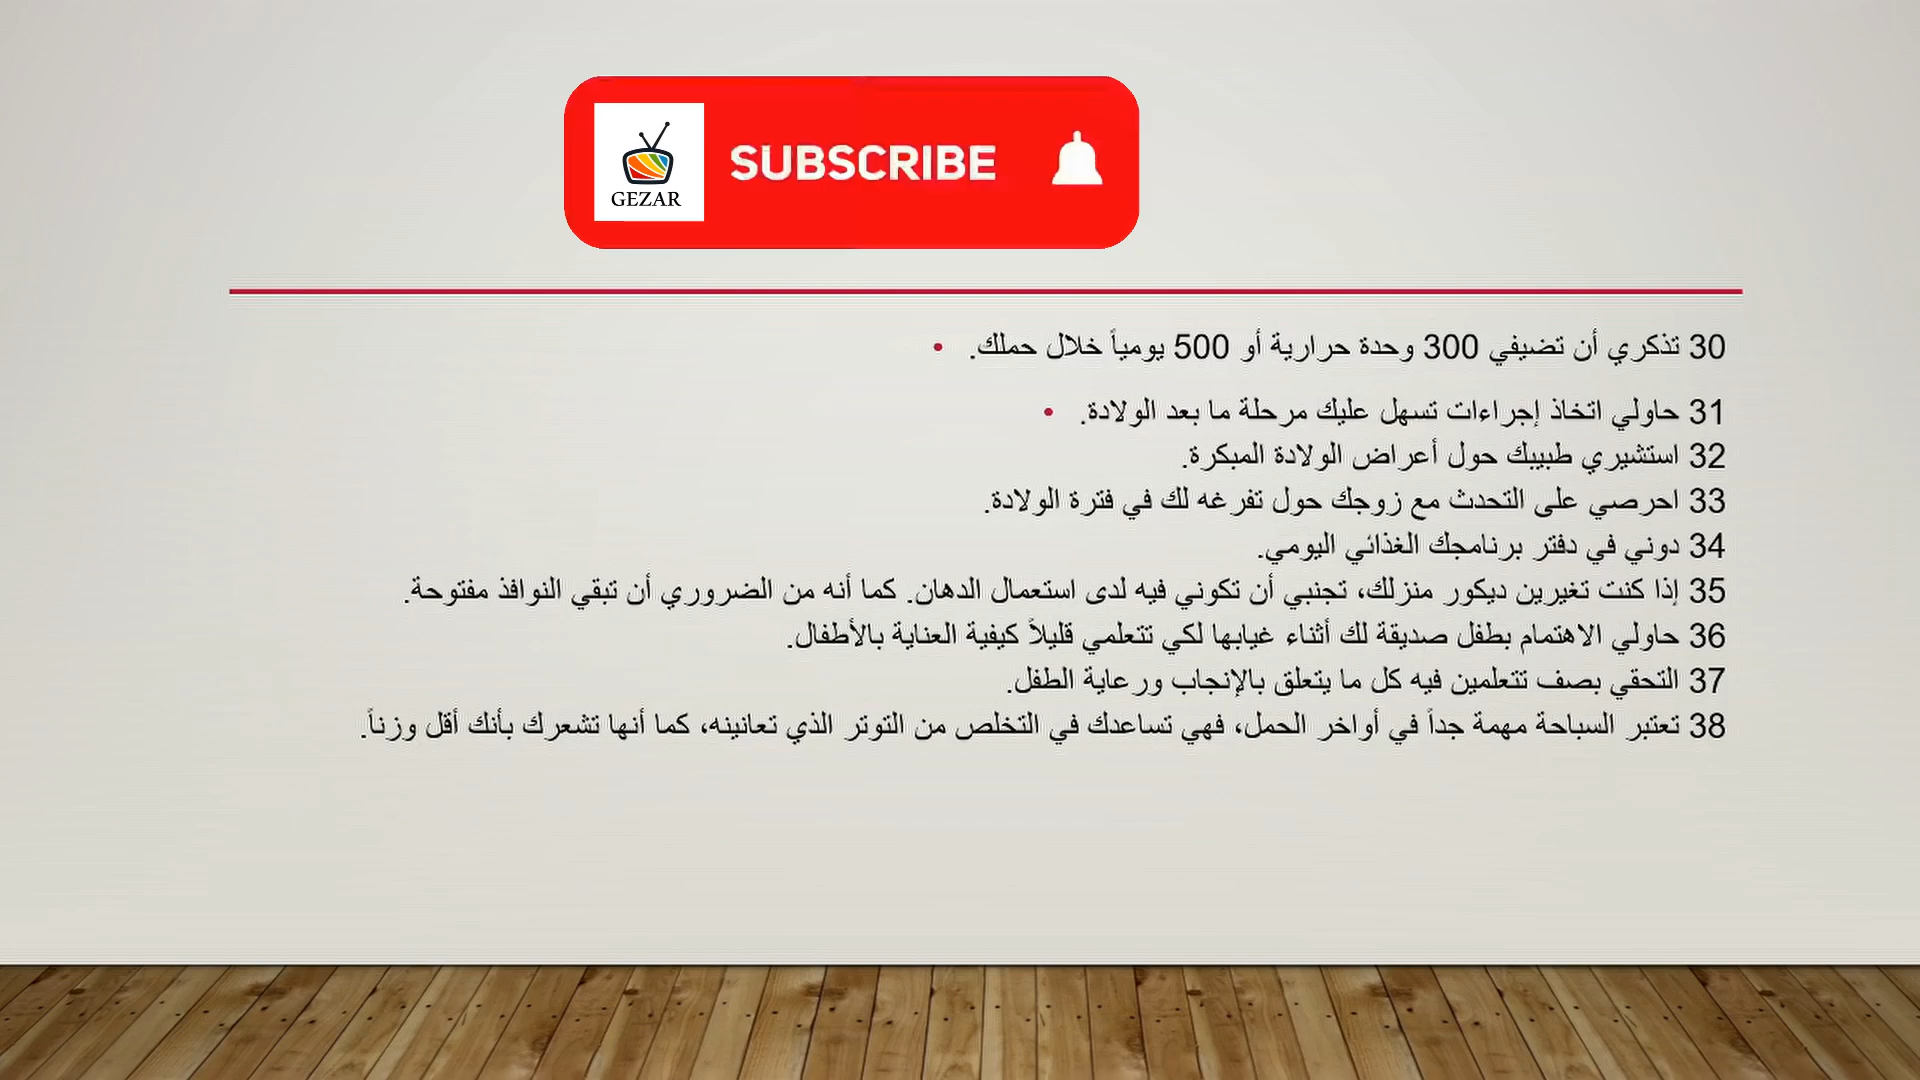 GEZAR
SUBSCRIBE
30 تذكري أن تضيفي 300 وحدة حرارية أو 500 يومياً خلال حملك. •
31 حاولي اتخاذ إجراءات تسهل عليك مرحلة ما بعد الولادة. •
32 استشيري طبيبك حول أعراض الولادة المبكرة.
33 احرصي على التحدث مع زوجك حول تفرغه لك في فترة الولادة.
34 دوني في دفتر برنامجك الغذائي اليومي.
35 إذا كنت تغيرين ديكور منزلك، تجنبي أن تكوني فيه لدى استعمال الدهان. كما أنه من الضروري أن تبقي النوافذ مفتوحة.
36 حاولي الاهتمام بطفل صديقة لك أثناء غيابها لكي تتعلمي قليلاً كيفية العناية بالأطفال.
37 التحقي بصف تتعلمين فيه كل ما يتعلق بالإنجاب ورعاية الطفل.
38 تعتبر السباحة مهمة جداً في أواخر الحمل، فهي تساعدك في التخلص من التوتر الذي تعانينه، كما أنها تشعرك بأنك أقل وزناً.